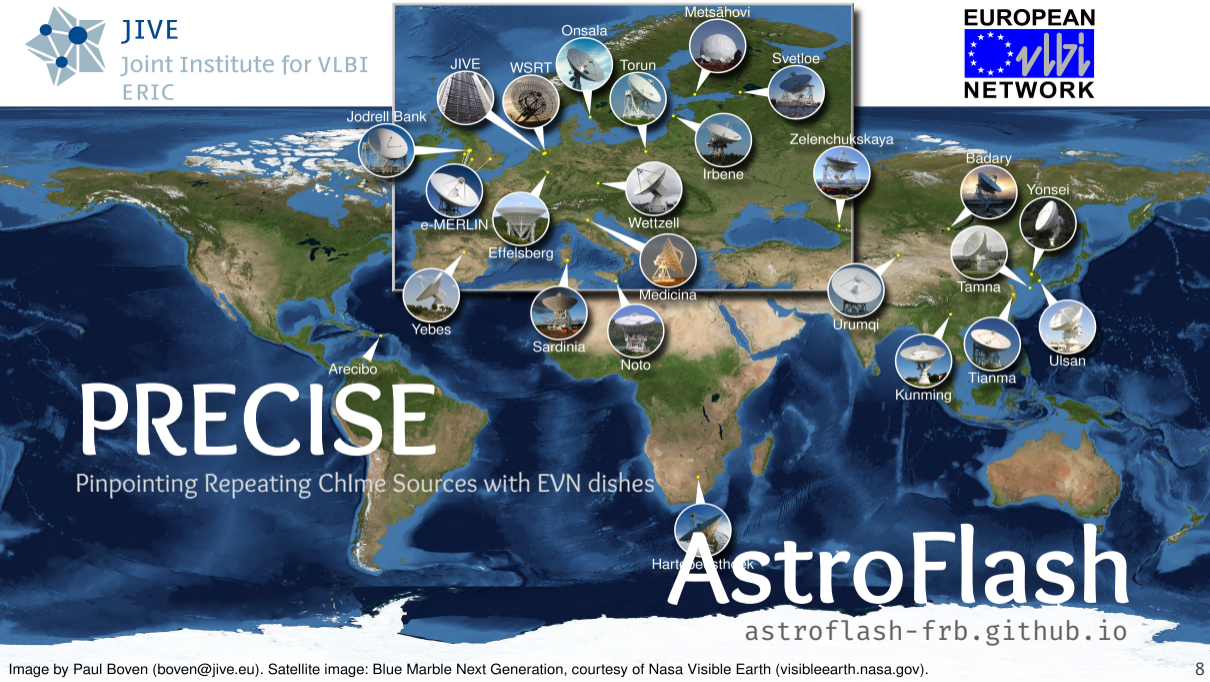 JIVE
Joint Institute for VLBI
ERIC
EUROPEAN
vlbi
NETWORK
Metsähovi
Onsala
JIVE
WSRT
Torun
Svetloe
Jodrell Bank
Zelenchukskaya
Irbene
Badary
Yonsei
e-MERLIN
Wettzell
Effelsberg
Tamna
Medicina
Yebes
Urumqi
Sardinia
Noto
Ulsan
Arecibo
Tianma
Kunming
PRECISE
Pinpointing Repeating ChIme Sources with EVN dishes
Hartebeesthoek
AstroFlash
astroflash-frb.github.io
Image by Paul Boven (boven@jive.eu). Satellite image: Blue Marble Next Generation, courtesy of Nasa Visible Earth (visibleearth.nasa.gov).
8